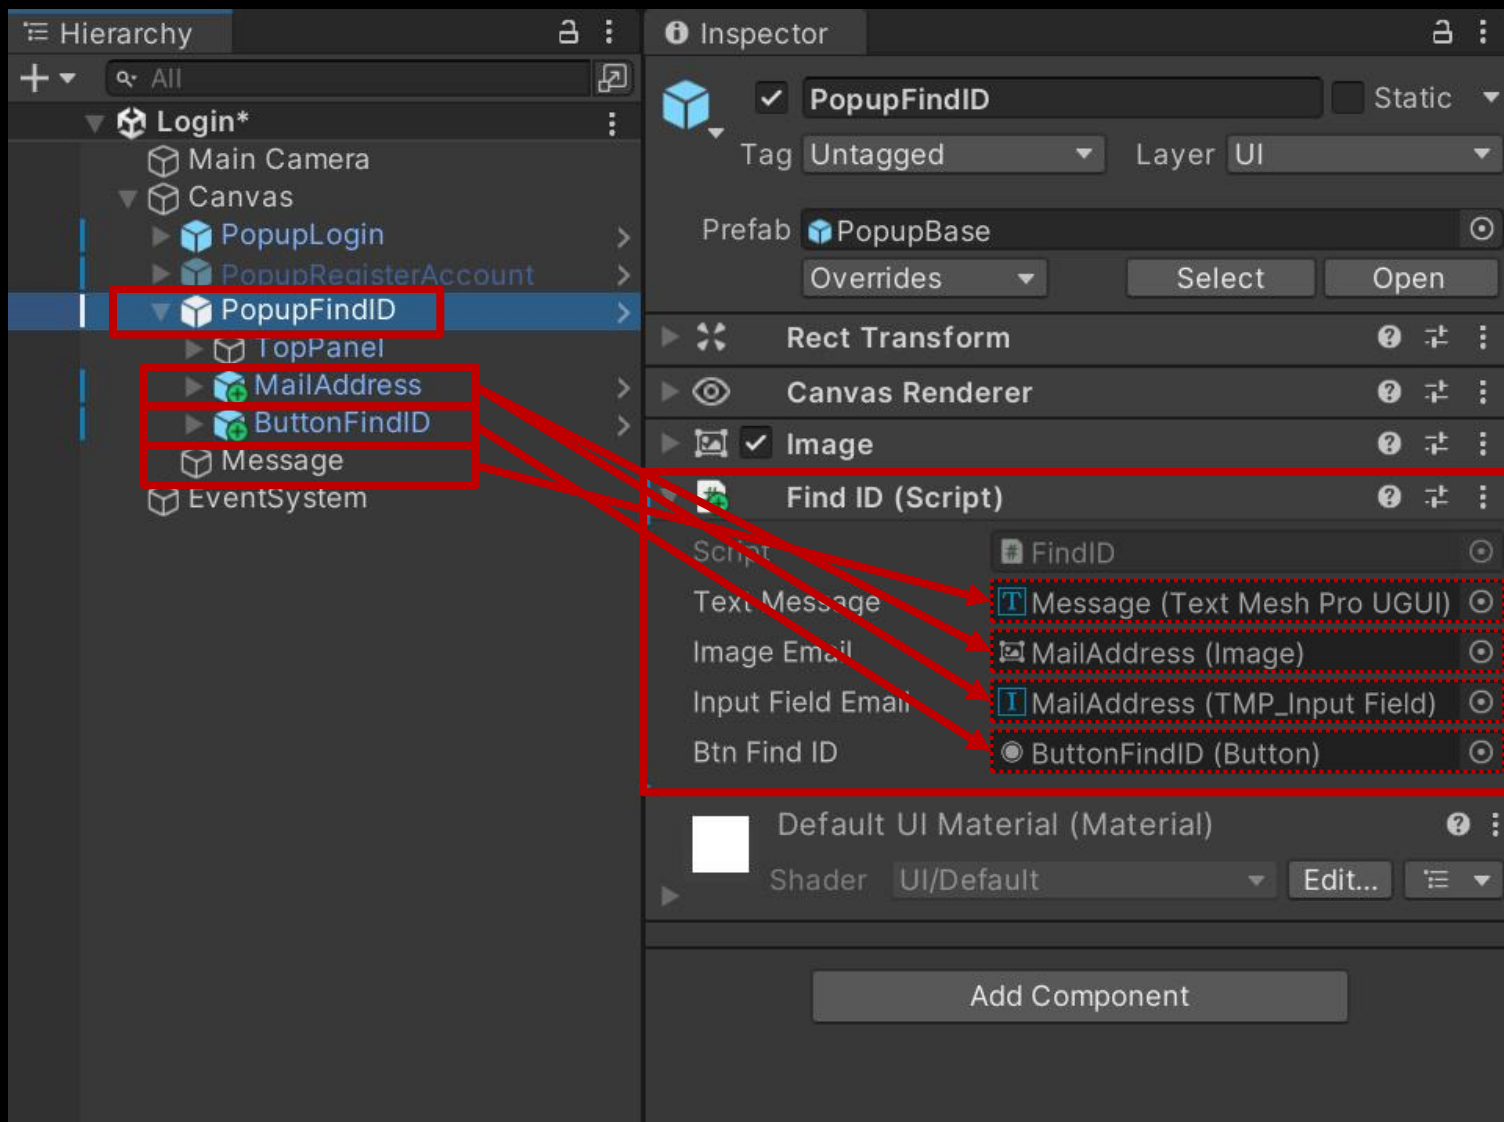 Hierarchy
All
Login*
Main Camera
Canvas
PopupLogin
PopupRegisterAccount
PopupFindID
TopPanel
MailAddress
ButtonFindID
Message
EventSystem
Inspector
PopupFindID
Static
Tag Untagged Layer UI
Prefab PopupBase
Overrides Select Open
Rect Transform
Canvas Renderer
Image
Find ID (Script)
Script FindID
Text Message Message (Text Mesh Pro UGUI)
Image Email MailAddress (Image)
Input Field Email MailAddress (TMP_Input Field)
Btn Find ID ButtonFindID (Button)
Default UI Material (Material)
Shader UI/Default Edit...
Add Component